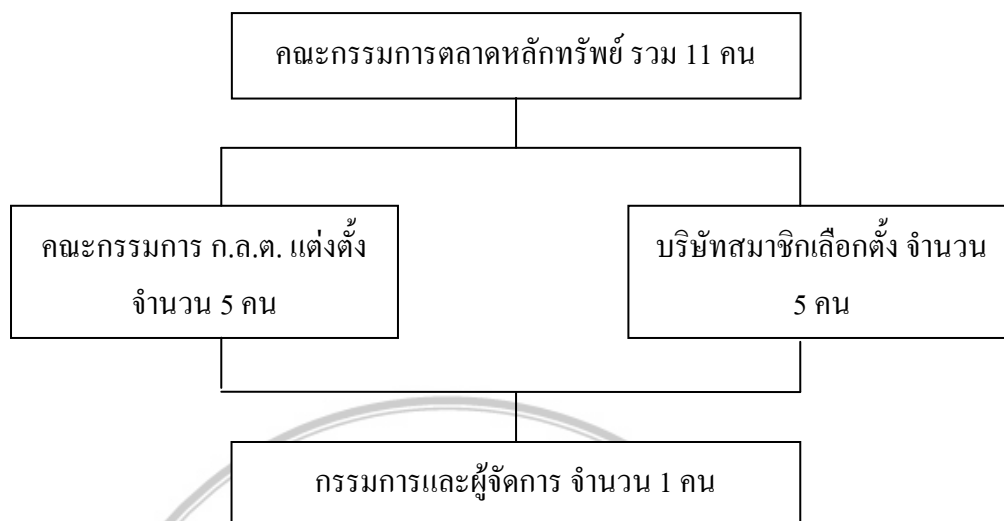 คณะกรรมการตลาดหลักทรัพย์ รวม 11 คน
คณะกรรมการ ก.ล.ต. แต่งตั้ง
จำนวน 5 คน
บริษัทสมาชิกเลือกตั้ง จำนวน
5 คน
กรรมการและผู้จัดการ จำนวน 1 คน